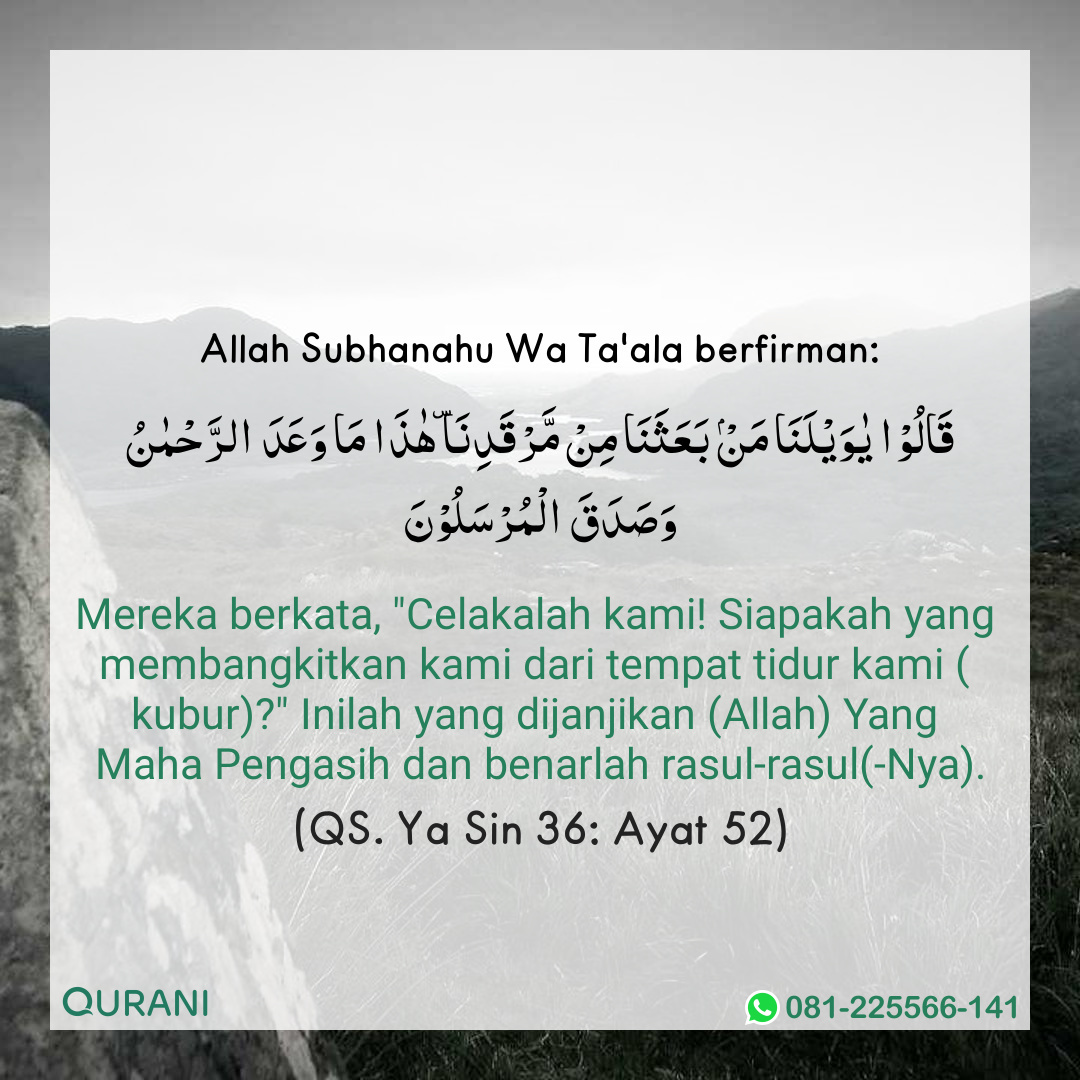 Allah Subhanahu Wa Ta'ala berfirman:
قَالُوْا يٰوَيْلَنَا مَنْۢ بَعَثَنَا مِنْ مَّرْقَدِنَاۜ هٰذَا مَا وَعَدَ الرَّحْمٰنُ
وَصَدَقَ الْمُرْسَلُوْنَ
Mereka berkata, "Celakalah kami! Siapakah yang
membangkitkan kami dari tempat tidur kami (
kubur)?" Inilah yang dijanjikan (Allah) Yang
Maha Pengasih dan benarlah rasul-rasul(-Nya).
(QS. Ya Sin 36: Ayat 52)
QURANI
081-225566-141